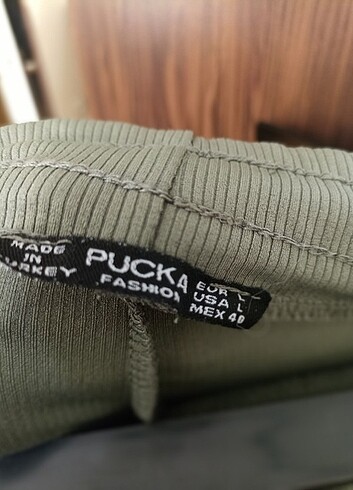 MADE
IN
TURKEY
PUCKA
FASHION
EUR L
USA L
MEX 40